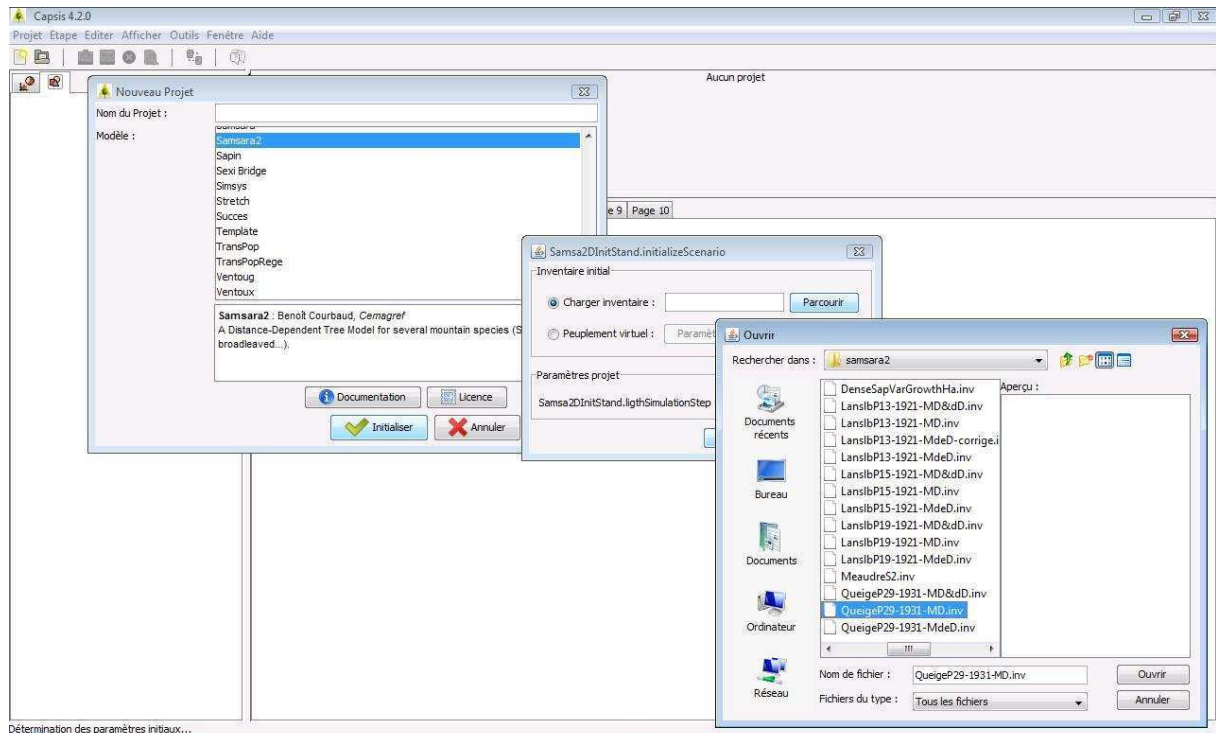 Capsis 4.2.0
Projet Etape Editer Afficher Outils Fenêtre Aide
Aucun projet
Nouveau Projet
Nom du Projet :
Modèle :
Samsara2
Sapin
Sexi Bridge
Simsys
Stretch
Succes
Template
TransPop
TransPopRege
Ventoug
Ventoux
Samsara2 : Benoît Courbaud, Cemagref
A Distance-Dependent Tree Model for several mountain species (S
broadleaved...).
Documentation
Licence
Initialiser
Annuler
e 9
Page 10
Samsa2DInitStand.initializeScenario
Inventaire initial
Charger inventaire :
Parcourir
Peuplement virtuel :
Paramèt
Paramètres projet
Samsa2DInitStand.ligthSimulationStep
Ouvrir
Rechercher dans :
samsara2
Documents
récents
Bureau
Documents
Ordinateur
Réseau
DenseSapVarGrowthHa.inv
LanslbP13-1921-MD&dD.inv
LanslbP13-1921-MD.inv
LanslbP13-1921-MdeD-corrige.i
LanslbP13-1921-MdeD.inv
LanslbP15-1921-MD&dD.inv
LanslbP15-1921-MD.inv
LanslbP15-1921-MdeD.inv
LanslbP19-1921-MD&dD.inv
LanslbP19-1921-MD.inv
LanslbP19-1921-MdeD.inv
MeaudreS2.inv
QueigeP29-1931-MD&dD.inv
QueigeP29-1931-MD.inv
QueigeP29-1931-MdeD.inv
Aperçu :
Nom de fichier :
QueigeP29-1931-MD.inv
Ouvrir
Fichiers du type :
Tous les fichiers
Annuler
Détermination des paramètres initiaux...